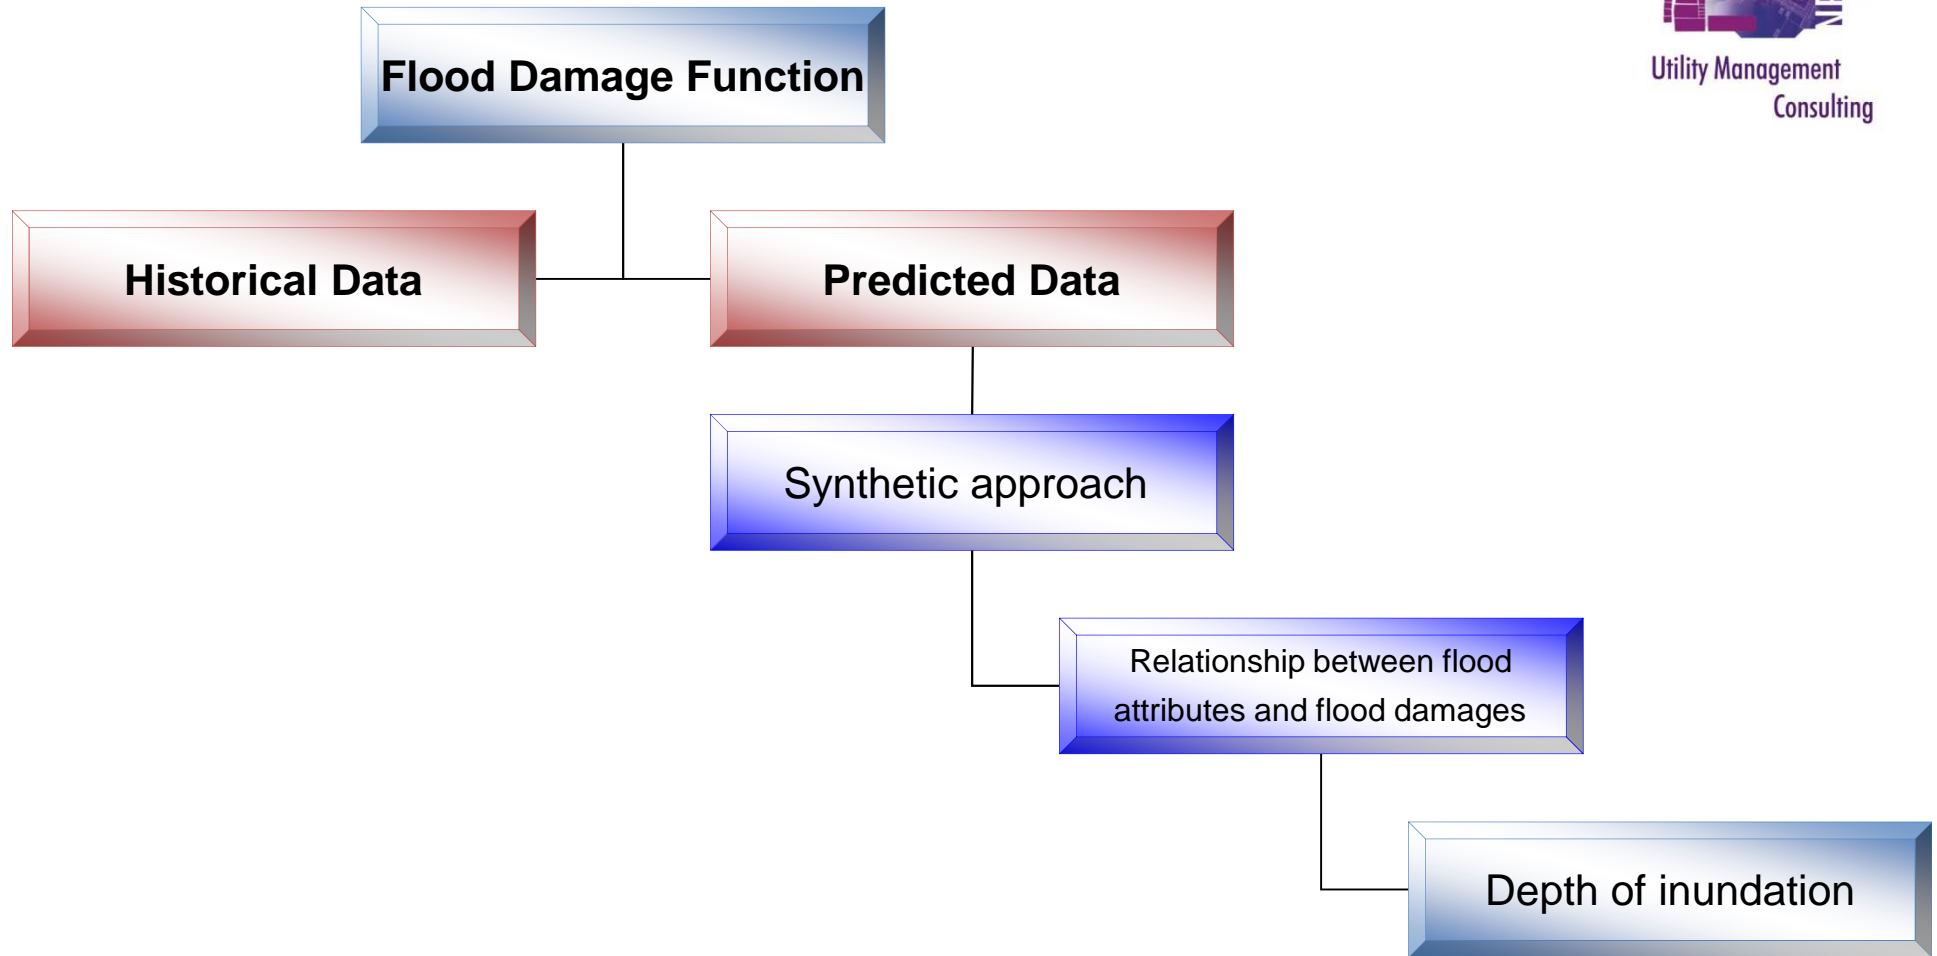 Flood Damage Function
Utility Management
Consulting
Historical Data
Predicted Data
Synthetic approach
Relationship between flood
attributes and flood damages
Depth of inundation